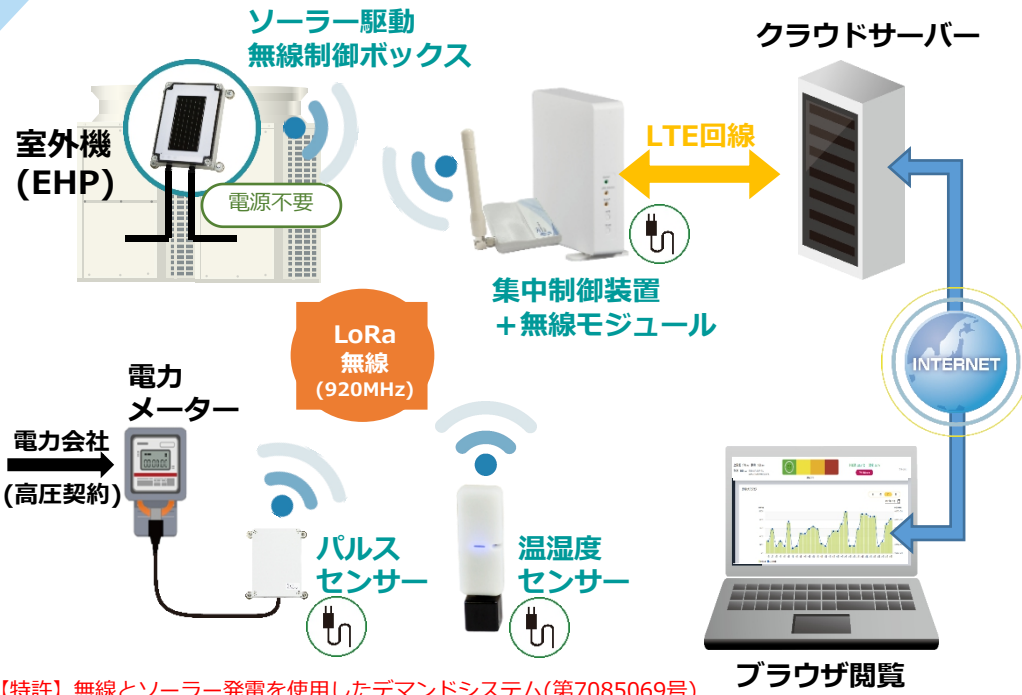 ソーラー駆動
無線制御ボックス
クラウドサーバー
室外機
(EHP)
電源不要
LTE回線
集中制御装置
＋無線モジュール
LoRa
無線
(920MHz)
INTERNET
電力
メーター
電力会社
(高圧契約)
パルス
センサー
温湿度
センサー
ブラウザ閲覧
【特許】無線とソーラー発電を使用したデマンドシステム(第7085069号)